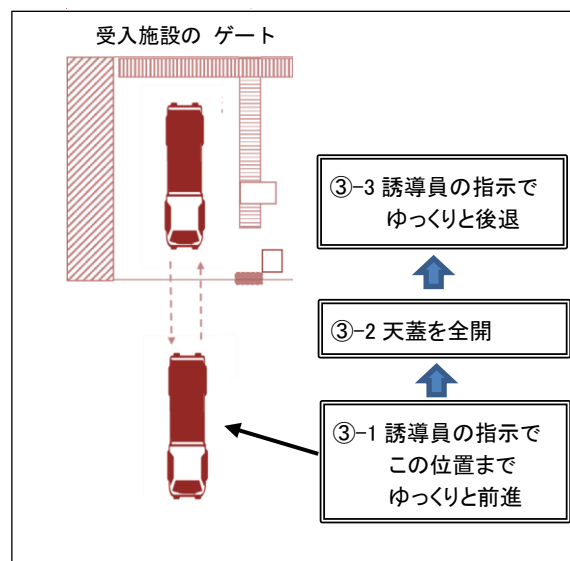 受入施設の ゲート
③-3 誘導員の指示で
ゆっくりと後退
③-2 天蓋を全開
③-1 誘導員の指示で
この位置まで
ゆっくりと前進